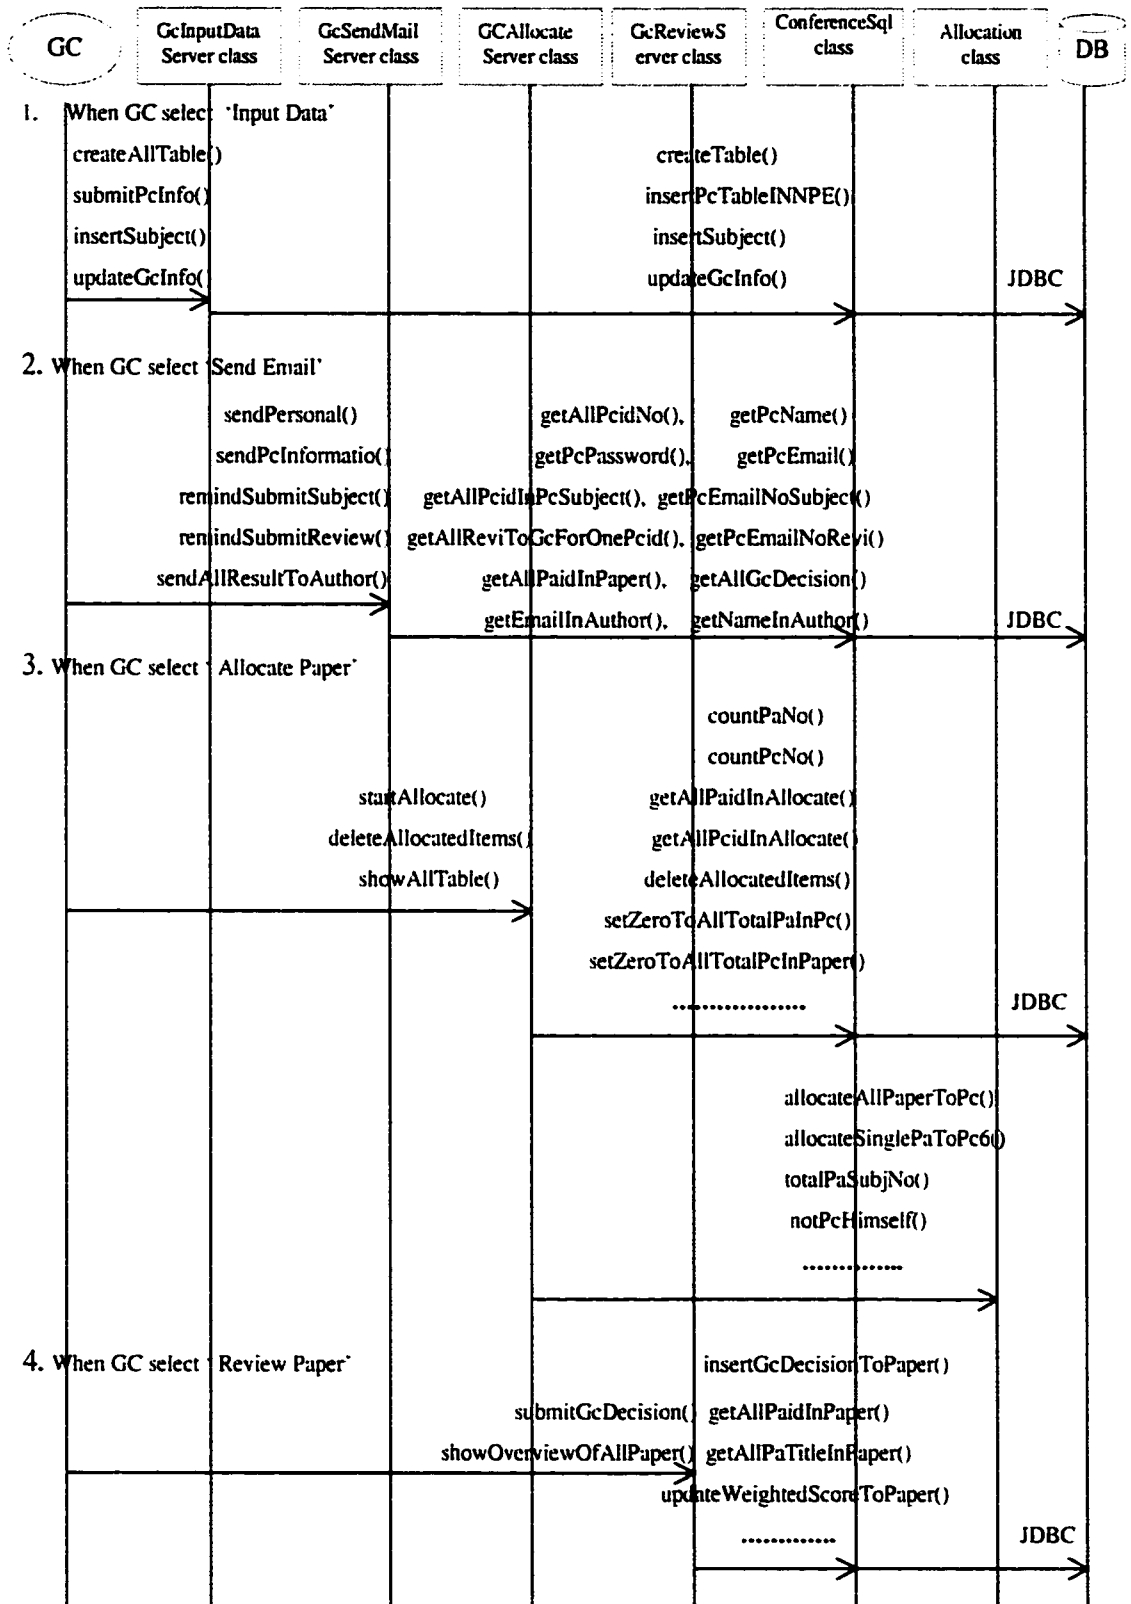 GC
GcInputData
Server class
GcSendMail
Server class
GCAllocate
Server class
GcReviewS
erver class
ConferenceSql
class
Allocation
class
DB
1. When GC select 'Input Data'
createAllTable() createTable()
submitPcInfo() insertPcTableINNPE()
insertSubject() insertSubject()
updateGcInfo() updateGcInfo() JDBC
2. When GC select 'Send Email'
sendPersonal() getAllPcidNo(), getPcName()
sendPcInformatio() getPcPassword(), getPcEmail()
remindSubmitSubject() getAllPcidInPcSubject(), getPcEmailNoSubject()
remindSubmitReview() getAllReviToGcForOnePcid(), getPcEmailNoRevi()
sendAllResultToAuthor() getAllPaidInPaper(), getAllGcDecision()
getEmailInAuthor(), getNameInAuthor() JDBC
3. When GC select ' Allocate Paper'
countPaNo()
countPcNo()
startAllocate() getAllPaidInAllocate()
deleteAllocatedItems() getAllPcidInAllocate()
showAllTable() deleteAllocatedItems()
setZeroToAllTotalPaInPc()
setZeroToAllTotalPcInPaper()
.................. JDBC
allocateAllPaperToPc()
allocateSinglePaToPc6()
totalPaSubjNo()
notPcHimself()
..............
4. When GC select ' Review Paper' insertGcDecisionToPaper()
submitGcDecision() getAllPaidInPaper()
showOverviewOfAllPaper() getAllPaTitleInPaper()
updateWeightedScoreToPaper()
............. JDBC